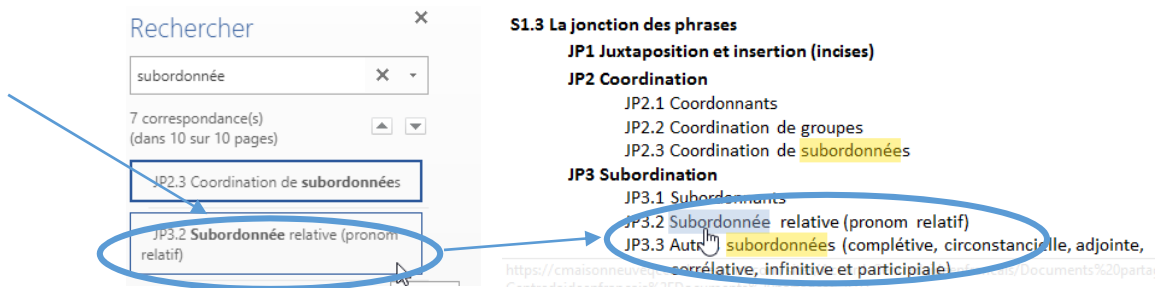 Rechercher
subordonnée
7 correspondance(s)
(dans 10 sur 10 pages)
JP2.3 Coordination de subordonnées
JP3.2 Subordonnée relative (pronom
relatif)
S1.3 La jonction des phrases
JP1 Juxtaposition et insertion (incises)
JP2 Coordination
JP2.1 Coordonnants
JP2.2 Coordination de groupes
JP2.3 Coordination de subordonnées
JP3 Subordination
JP3.1 Subordonnants
JP3.2 Subordonnée relative (pronom relatif)
JP3.3 subordonnées (complétive, circonstancielle, adjointe,
corrélative, infinitive et participiale)